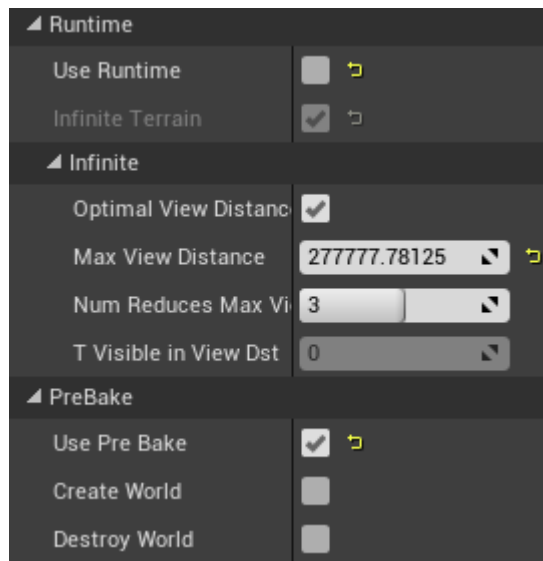 Runtime
Use Runtime
Infinite Terrain
Infinite
Optimal View Distanc
Max View Distance 277777.78125
Num Reduces Max Vi 3
T Visible in View Dst 0
PreBake
Use Pre Bake
Create World
Destroy World